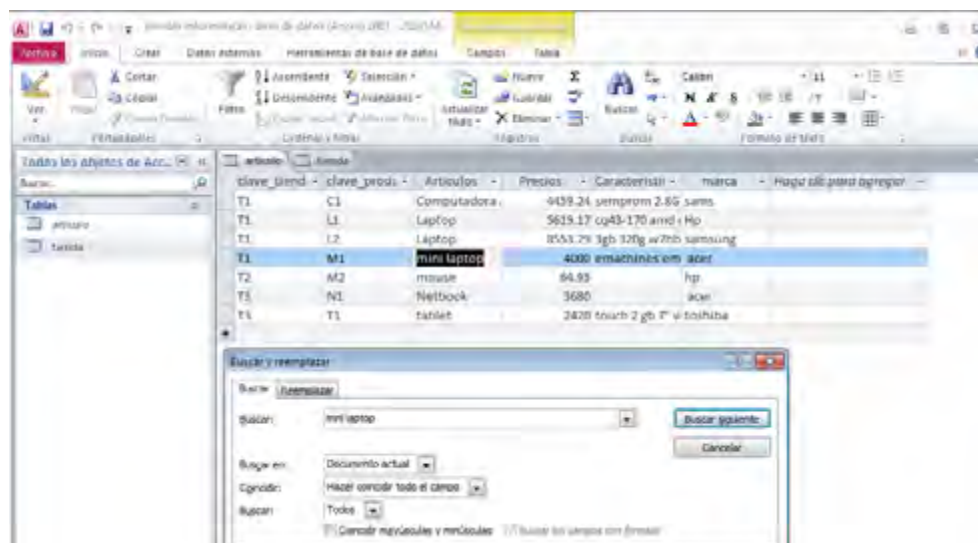 Archivo Inicio Crear Datos externos Herramientas de base de datos Campos Tabla
Ver Pegar Cortar Copiar Copiar formato
Filtro Ascendente Descendente Selección Avanzadas
Actualizar todo Nuevo Guardar Eliminar
Buscar
Calibri 11
N K S
Vistas Portapapeles Ordenar y filtrar Registros Buscar Formato de texto
Todos los objetos de Acc...
Buscar...
Tablas
articulo
tienda
articulo tienda
clave_tiend clave_produ Articulos Precios Caracteristi marca Haga clic para agregar
T1 C1 Computadora 4459.24 semprom 2.8G sams
T1 L1 Laptop 5619.17 cq43-170 amd Hp
T1 L2 Laptop 8553.79 3gb 320g w7hb samsung
T1 M1 mini laptop 4000 emachines em acer
T2 M2 mouse 64.93 hp
N1 Netbook 3680 acer
T1 tablet 2420 touch 2 gb 7" w toshiba
Buscar y reemplazar
Buscar Reemplazar
Buscar: mini laptop Buscar siguiente
Cancelar
Buscar en: Documento actual
Coincidir: Hacer coincidir todo el campo
Buscar: Todos
Coincidir mayúsculas y minúsculas Buscar los campos con formato